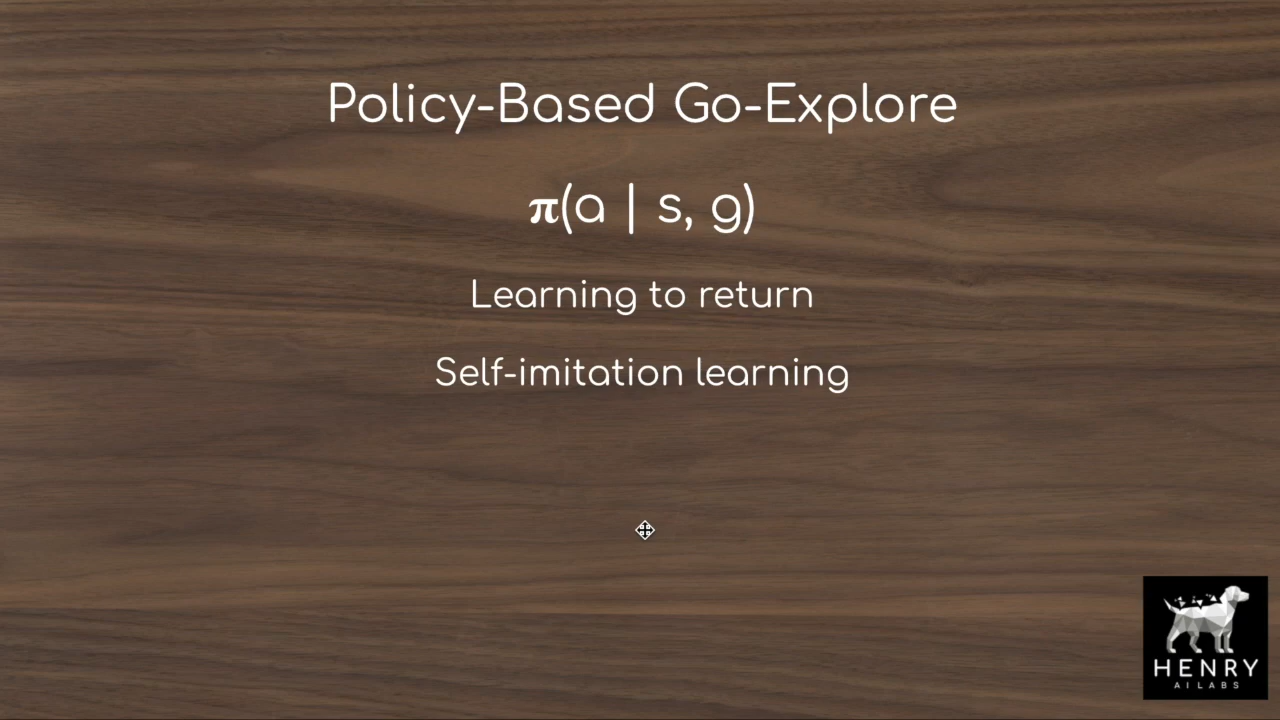 Policy-Based Go-Explore
π(a | s, g)
Learning to return
Self-imitation learning
HENRY
AI LABS